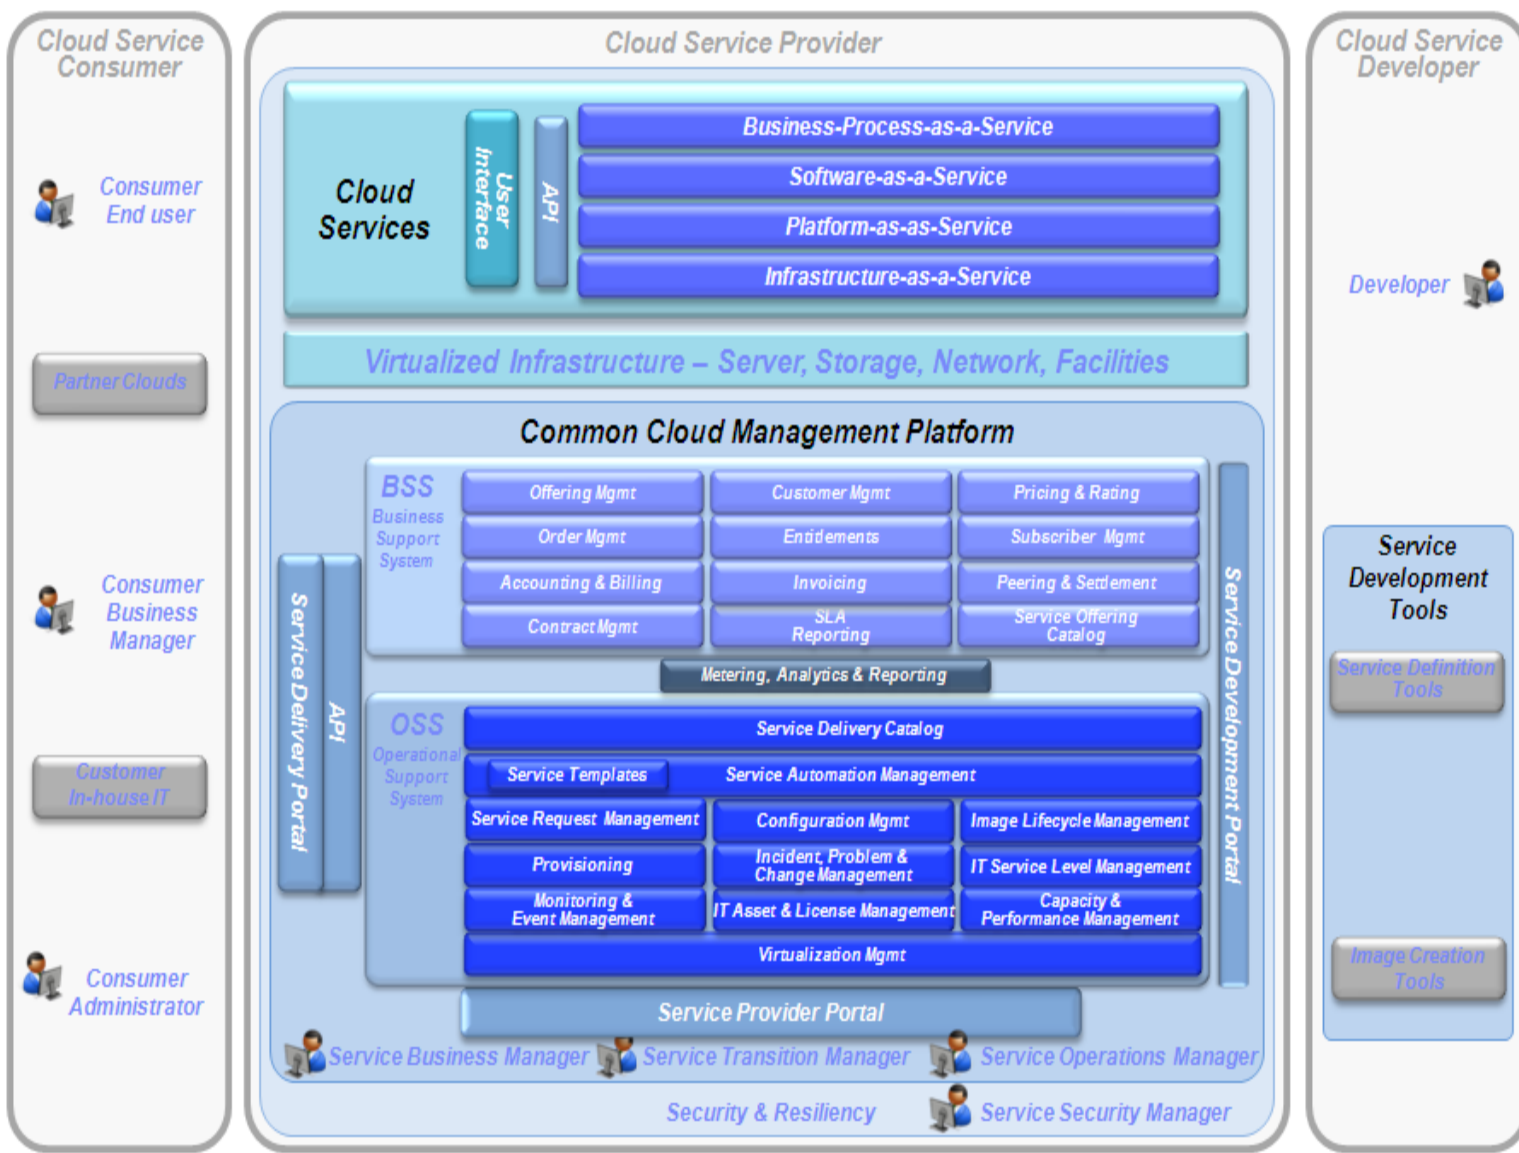 Cloud Service
Consumer
Consumer
End user
Partner Clouds
Consumer
Business
Manager
Customer
In-house IT
Consumer
Administrator
Cloud Service Provider
Cloud
Services
User
Interface
API
Business-Process-as-a-Service
Software-as-a-Service
Platform-as-as-Service
Infrastructure-as-a-Service
Virtualized Infrastructure – Server, Storage, Network, Facilities
Common Cloud Management Platform
Service Delivery Portal
API
BSS
Business
Support
System
Offering Mgmt
Customer Mgmt
Pricing & Rating
Order Mgmt
Entitlements
Subscriber Mgmt
Accounting & Billing
Invoicing
Peering & Settlement
Contract Mgmt
SLA
Reporting
Service Offering
Catalog
Metering, Analytics & Reporting
OSS
Operational
Support
System
Service Delivery Catalog
Service Templates
Service Automation Management
Service Request Management
Configuration Mgmt
Image Lifecycle Management
Provisioning
Incident, Problem &
Change Management
IT Service Level Management
Monitoring &
Event Management
IT Asset & License Management
Capacity &
Performance Management
Virtualization Mgmt
Service Development Portal
Service Provider Portal
Service Business Manager
Service Transition Manager
Service Operations Manager
Security & Resiliency
Service Security Manager
Cloud Service
Developer
Developer
Service
Development
Tools
Service Definition
Tools
Image Creation
Tools